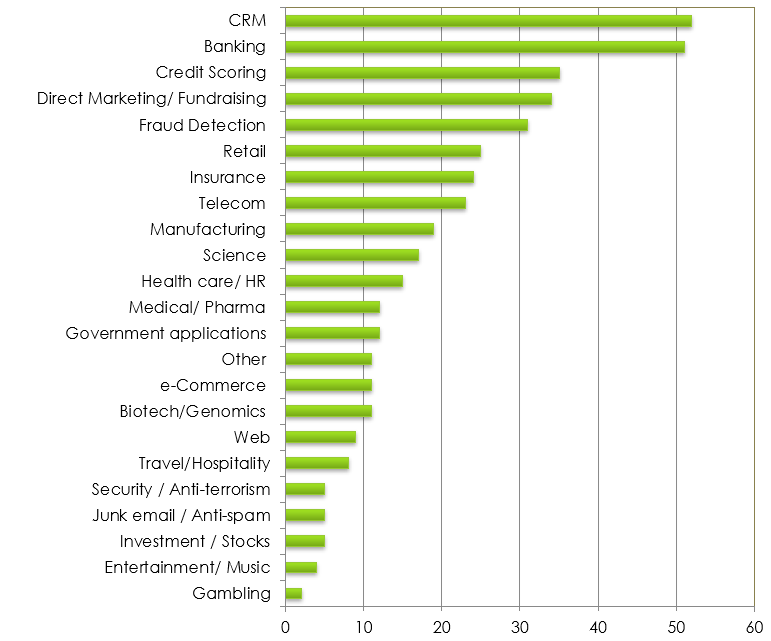 CRM
Banking
Credit Scoring
Direct Marketing/ Fundraising
Fraud Detection
Retail
Insurance
Telecom
Manufacturing
Science
Health care/ HR
Medical/ Pharma
Government applications
Other
e-Commerce
Biotech/Genomics
Web
Travel/Hospitality
Security / Anti-terrorism
Junk email / Anti-spam
Investment / Stocks
Entertainment/ Music
Gambling
0 10 20 30 40 50 60